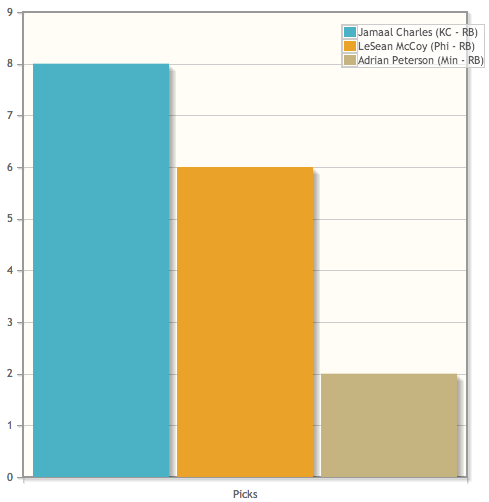 9
8
7
6
5
4
3
2
1
0
Jamaal Charles (KC - RB)
LeSean McCoy (Phi - RB)
Adrian Peterson (Min - RB)
Picks